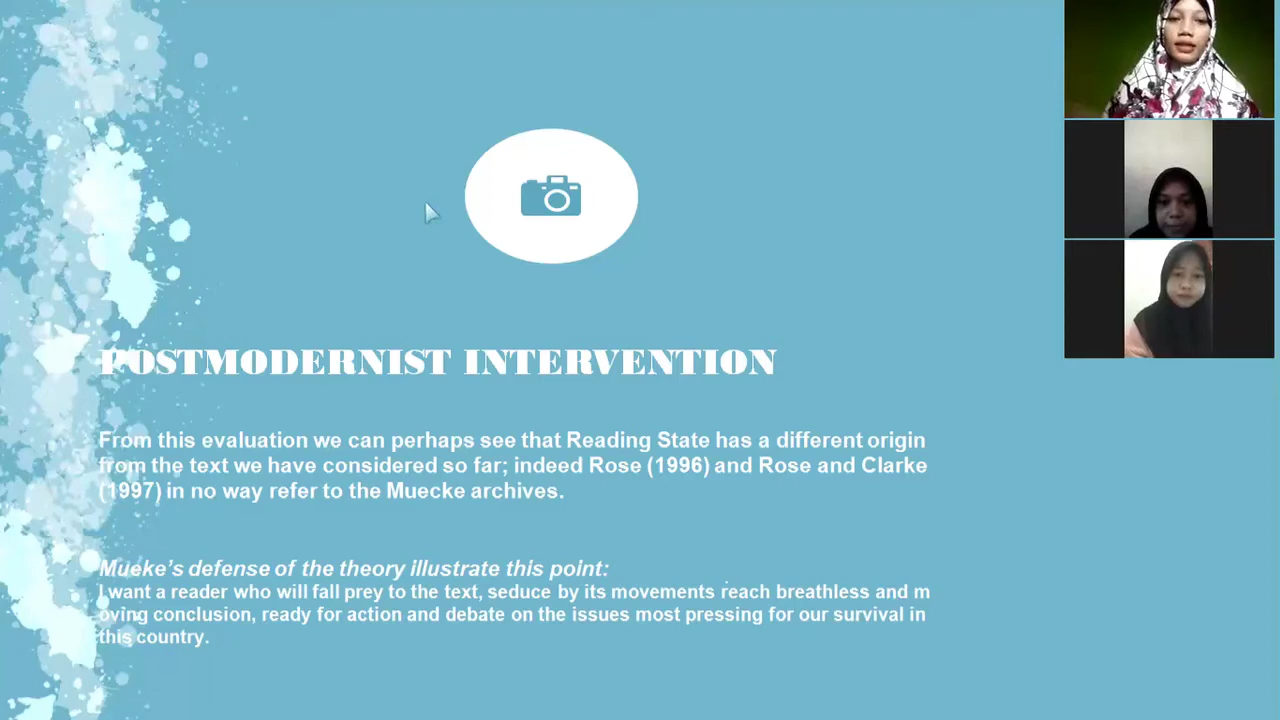 POSTMODERNIST INTERVENTION
From this evaluation we can perhaps see that Reading State has a different origin
from the text we have considered so far; indeed Rose (1996) and Rose and Clarke
(1997) in no way refer to the Muecke archives.
Mueke's defense of the theory illustrate this point:
I want a reader who will fall prey to the text, seduce by its movements reach breathless and m
oving conclusion, ready for action and debate on the issues most pressing for our survival in
this country.